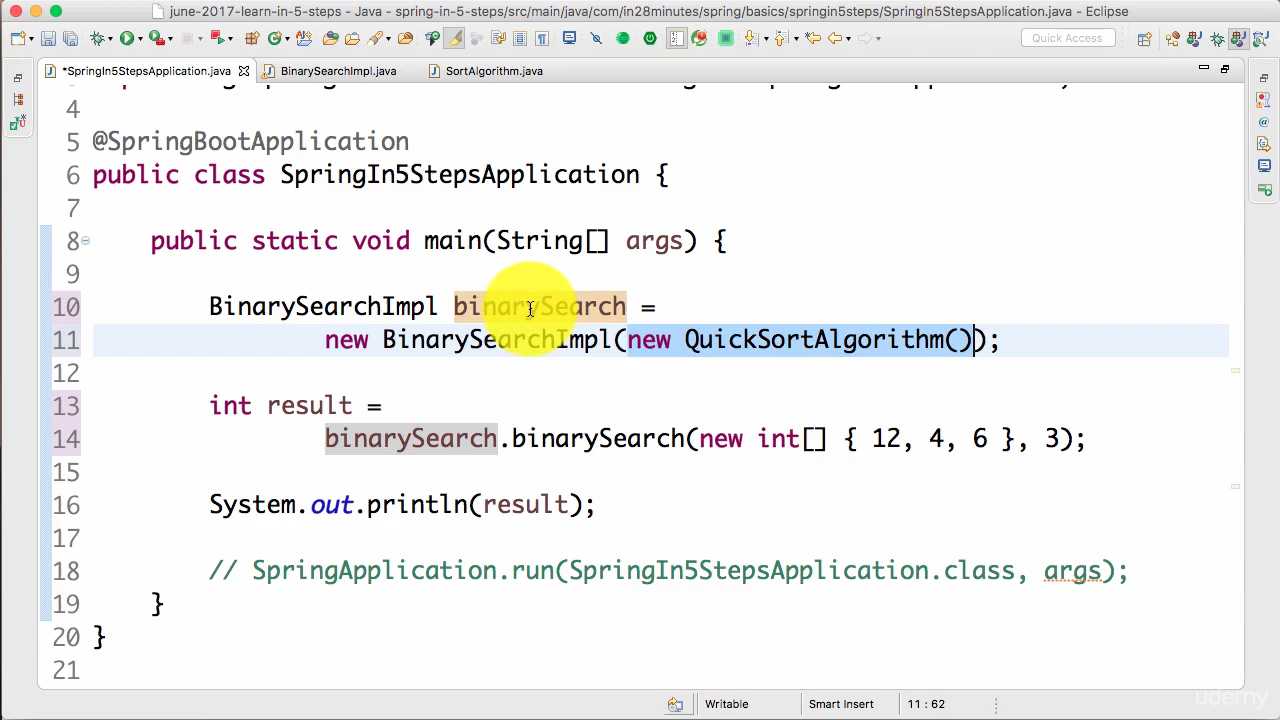 june-2017-learn-in-5-steps - Java - spring-in-5-steps/src/main/java/com/in28minutes/spring/basics/springin5steps/SpringIn5StepsApplication.java - Eclipse
Quick Access
*SpringIn5StepsApplication.java BinarySearchImpl.java SortAlgorithm.java
4
5 @SpringBootApplication
6 public class SpringIn5StepsApplication {
7
8 public static void main(String[] args) {
9
10 BinarySearchImpl binarySearch =
11 new BinarySearchImpl(new QuickSortAlgorithm());
12
13 int result =
14 binarySearch.binarySearch(new int[] { 12, 4, 6 }, 3);
15
16 System.out.println(result);
17
18 // SpringApplication.run(SpringIn5StepsApplication.class, args);
19 }
20 }
21
Writable Smart Insert 11 : 62
udemy